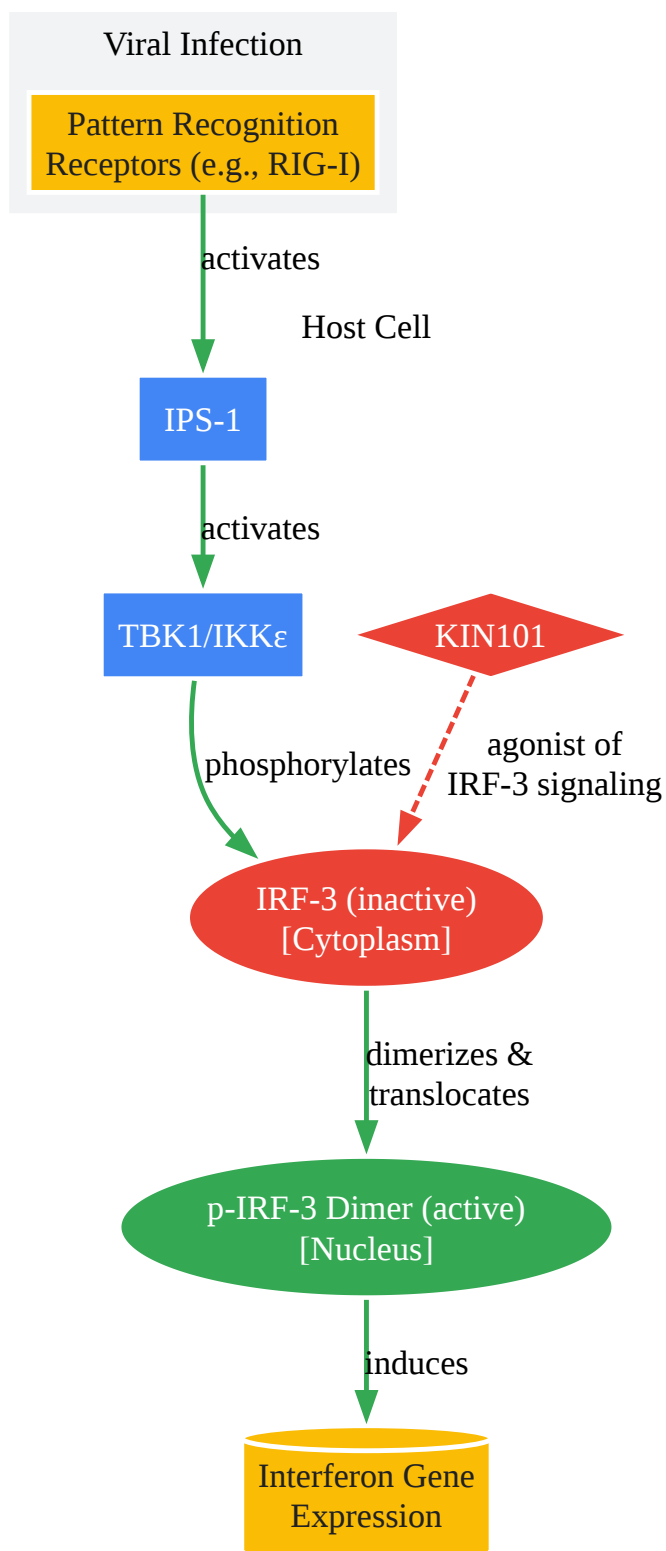 Viral Infection
Pattern Recognition
Receptors (e.g., RIG-I)
activates
Host Cell
IPS-1
activates
TBK1/IKKε
KIN101
phosphorylates
agonist of
IRF-3 signaling
IRF-3 (inactive)
[Cytoplasm]
dimerizes &
translocates
p-IRF-3 Dimer (active)
[Nucleus]
induces
Interferon Gene
Expression